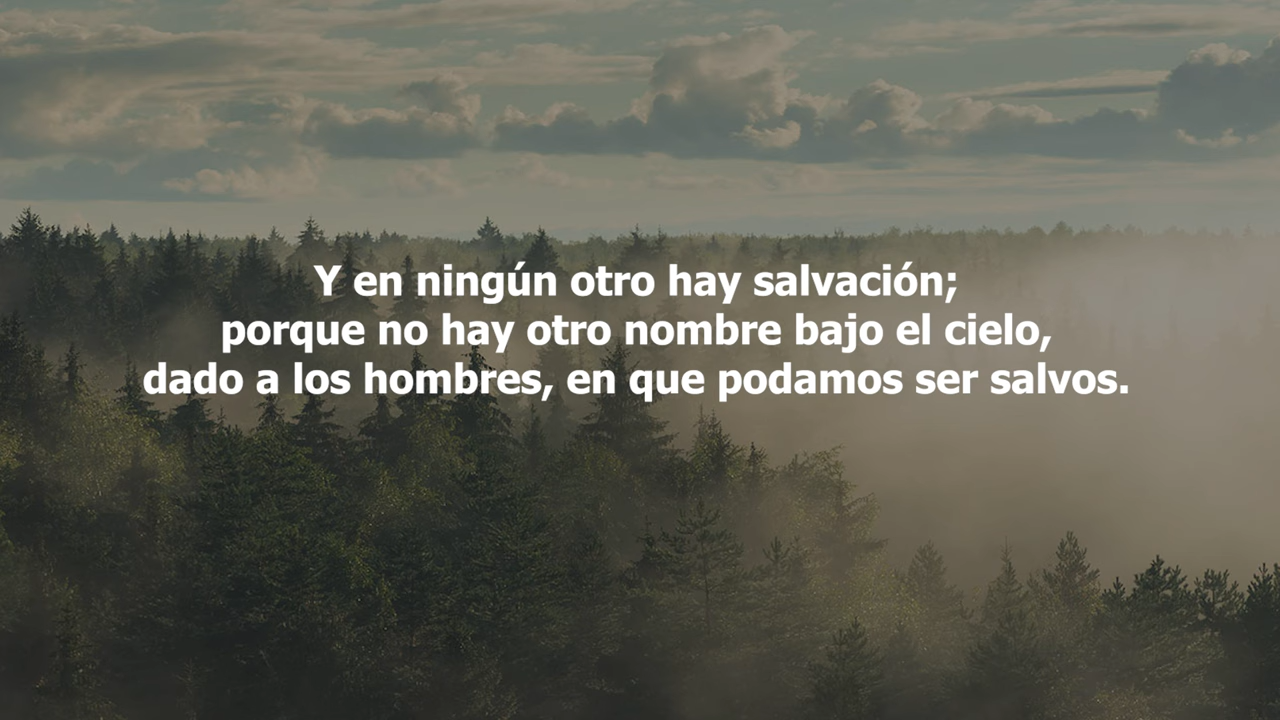 Y en ningún otro hay salvación;
porque no hay otro nombre bajo el cielo,
dado a los hombres, en que podamos ser salvos.